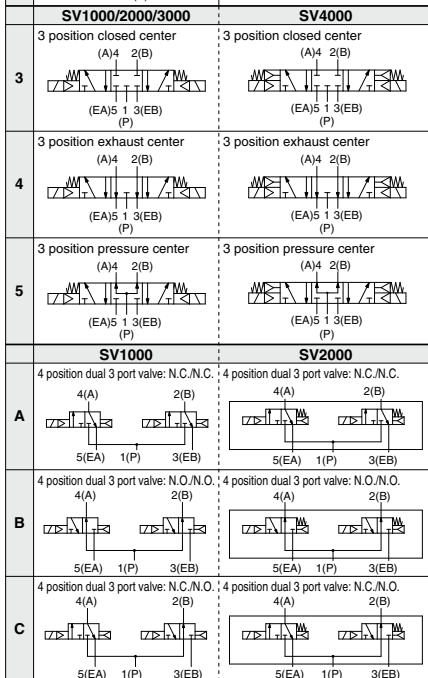 SV1000/2000/3000 SV4000
3 position closed center 3 position closed center
(A)4 2(B) (A)4 2(B)
3
(EA)5 1 3(EB) (EA)5 1 3(EB)
(P) (P)
3 position exhaust center 3 position exhaust center
(A)4 2(B) (A)4 2(B)
4
(EA)5 1 3(EB) (EA)5 1 3(EB)
(P) (P)
3 position pressure center 3 position pressure center
(A)4 2(B) (A)4 2(B)
5
(EA)5 1 3(EB) (EA)5 1 3(EB)
(P) (P)
SV1000 SV2000
4 position dual 3 port valve: N.C./N.C. 4 position dual 3 port valve: N.C./N.C.
4(A) 2(B) 4(A) 2(B)
A
5(EA) 1(P) 3(EB) 5(EA) 1(P) 3(EB)
4 position dual 3 port valve: N.O./N.O. 4 position dual 3 port valve: N.O./N.O.
4(A) 2(B) 4(A) 2(B)
B
5(EA) 1(P) 3(EB) 5(EA) 1(P) 3(EB)
4 position dual 3 port valve: N.C./N.O. 4 position dual 3 port valve: N.C./N.O.
4(A) 2(B) 4(A) 2(B)
C
5(EA) 1(P) 3(EB) 5(EA) 1(P) 3(EB)